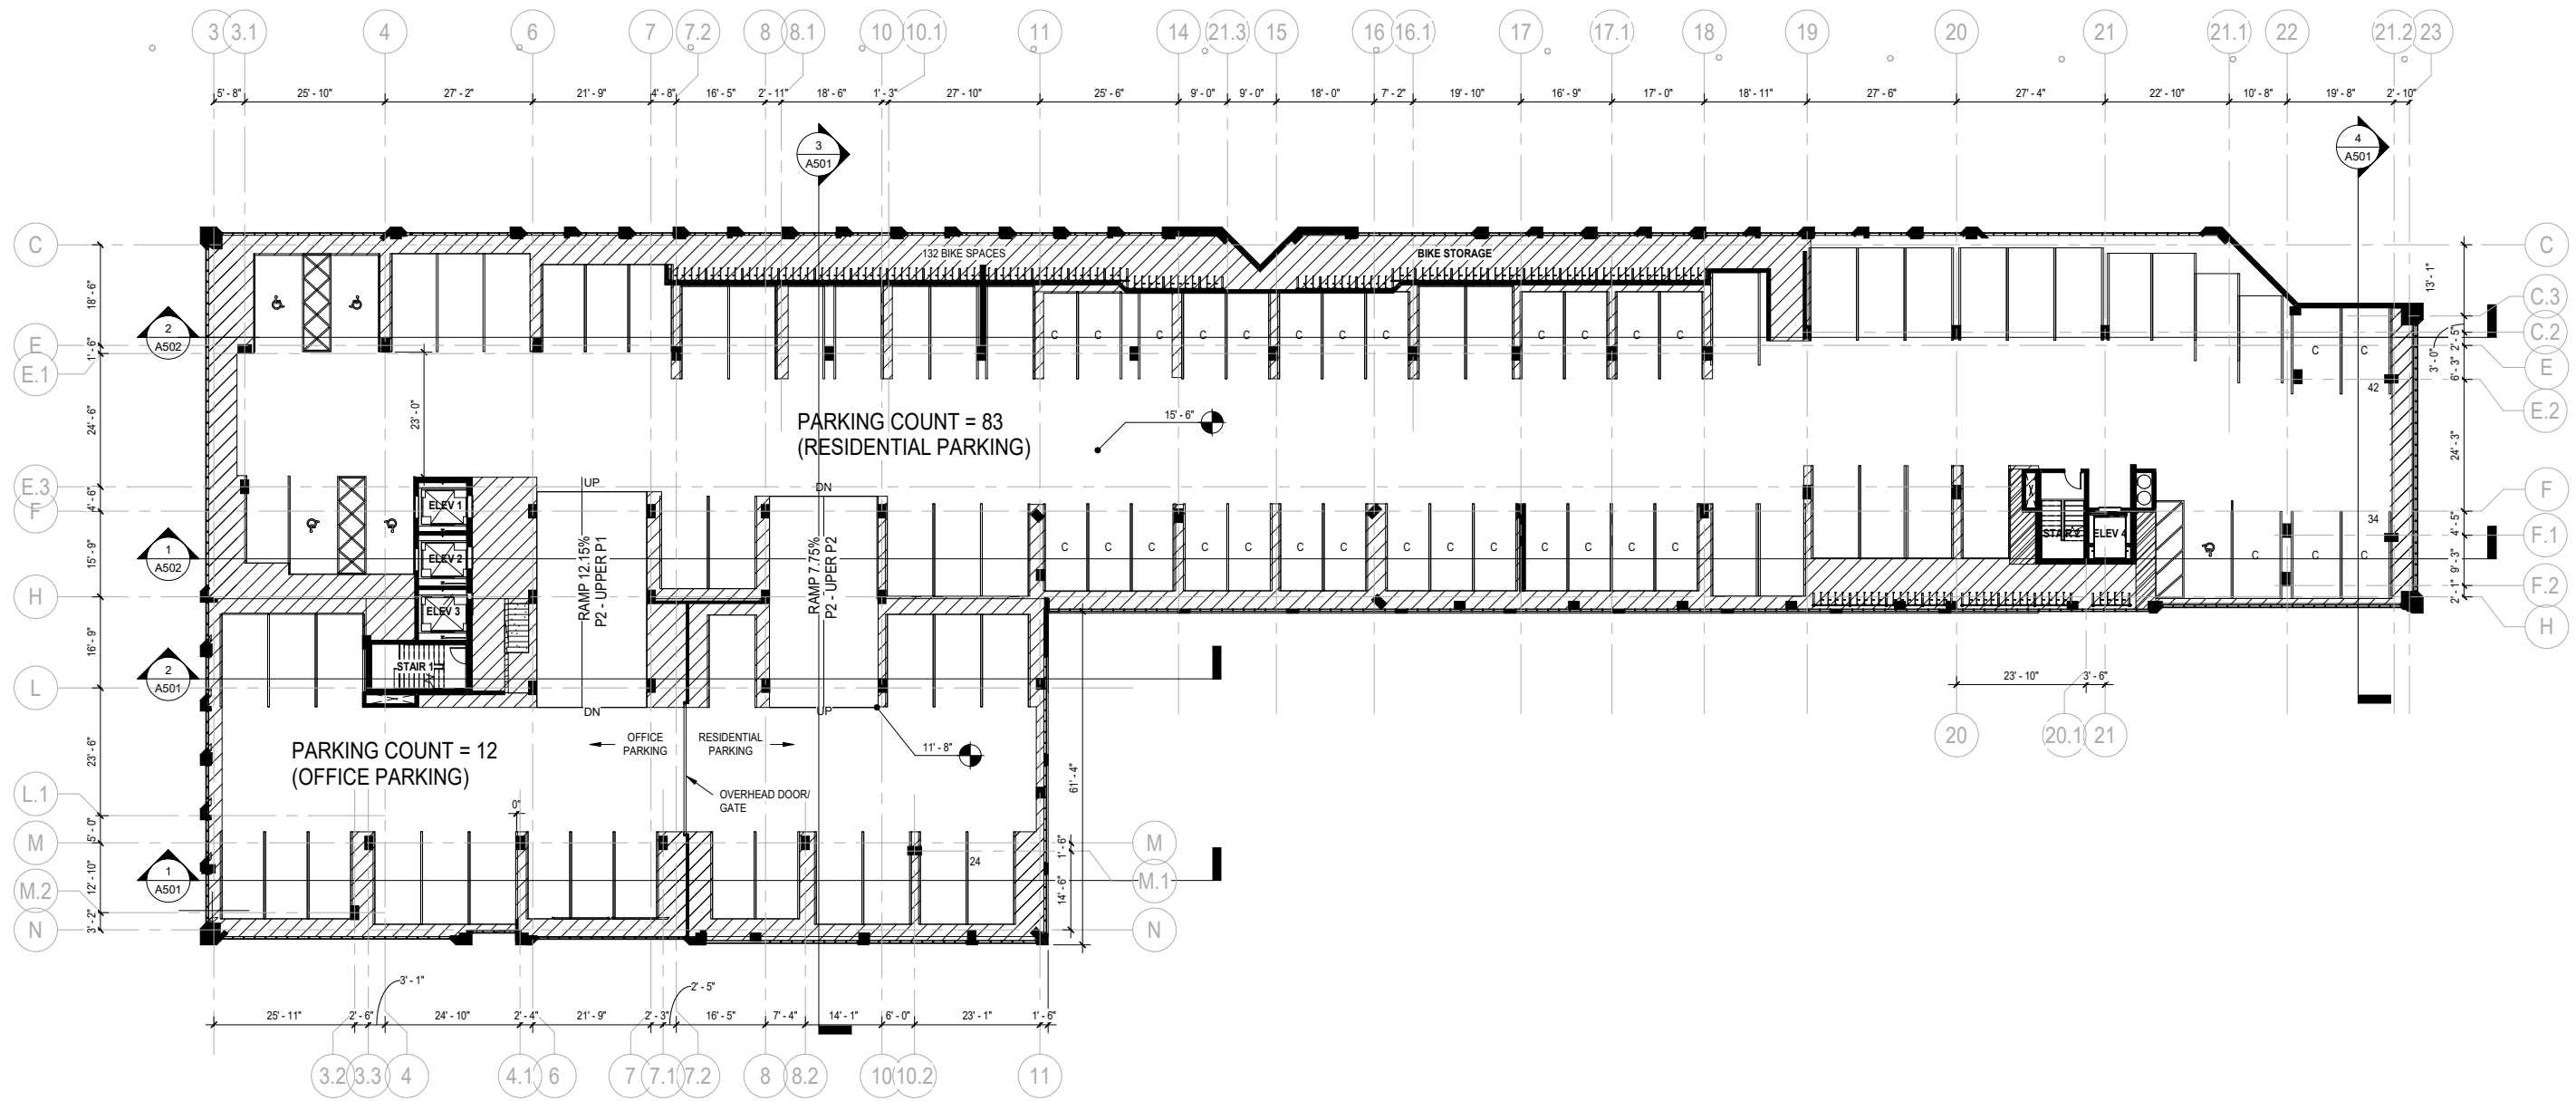 3 3.1 4 6 7 7.2 8 8.1 10 10.1 11 14 21.3 15 16 16.1 17 17.1 18 19 20 21 21.1 22 21.2 23
5' - 8" 25' - 10" 27' - 2" 21' - 9" 4' - 8" 16' - 5" 2' - 11" 18' - 6" 1' - 3" 27' - 10" 25' - 6" 9' - 0" 9' - 0" 18' - 0" 7' - 2" 19' - 10" 16' - 9" 17' - 0" 18' - 11" 27' - 6" 27' - 4" 22' - 10" 10' - 8" 19' - 8" 2' - 10"
3
A501
4
A501
C
E
E.1
E.3
F
H
L
L.1
M
M.2
N
18' - 6"
1' - 6"
24' - 6"
4' - 6"
15' - 9"
16' - 9"
23' - 6"
5' - 0"
12' - 10"
3' - 2"
2
A502
1
A502
2
A501
1
A501
132 BIKE SPACES
BIKE STORAGE
C C C C C C C C C C C C C C
23' - 0"
PARKING COUNT = 83
(RESIDENTIAL PARKING)
15' - 6"
42
34
UP
DN
ELEV 1
ELEV 2
ELEV 3
STAIR 1
RAMP 12.15%
P2 - UPPER P1
RAMP 7.75%
P2 - UPER P2
C C C C C C C C C C C C C C C
STAIR 2
ELEV 4
DN
UP
PARKING COUNT = 12
(OFFICE PARKING)
OFFICE
PARKING
RESIDENTIAL
PARKING
11' - 8"
OVERHEAD DOOR/
GATE
0"
24
61' - 4"
1' - 6"
14' - 6"
M
M.1
N
C
C.3
C.2
E
E.2
F
F.1
F.2
H
13' - 1"
2' - 5"
3' - 0"
6' - 3"
24' - 3"
4' - 5"
9' - 3"
2' - 1"
23' - 10" 3' - 6"
20 20.1 21
3' - 1"
2' - 5"
25' - 11" 2' - 6" 24' - 10" 2' - 4" 21' - 9" 2' - 3" 16' - 5" 7' - 4" 14' - 1" 6' - 0" 23' - 1" 1' - 6"
3.2 3.3 4 4.1 6 7 7.1 7.2 8 8.2 10 10.2 11